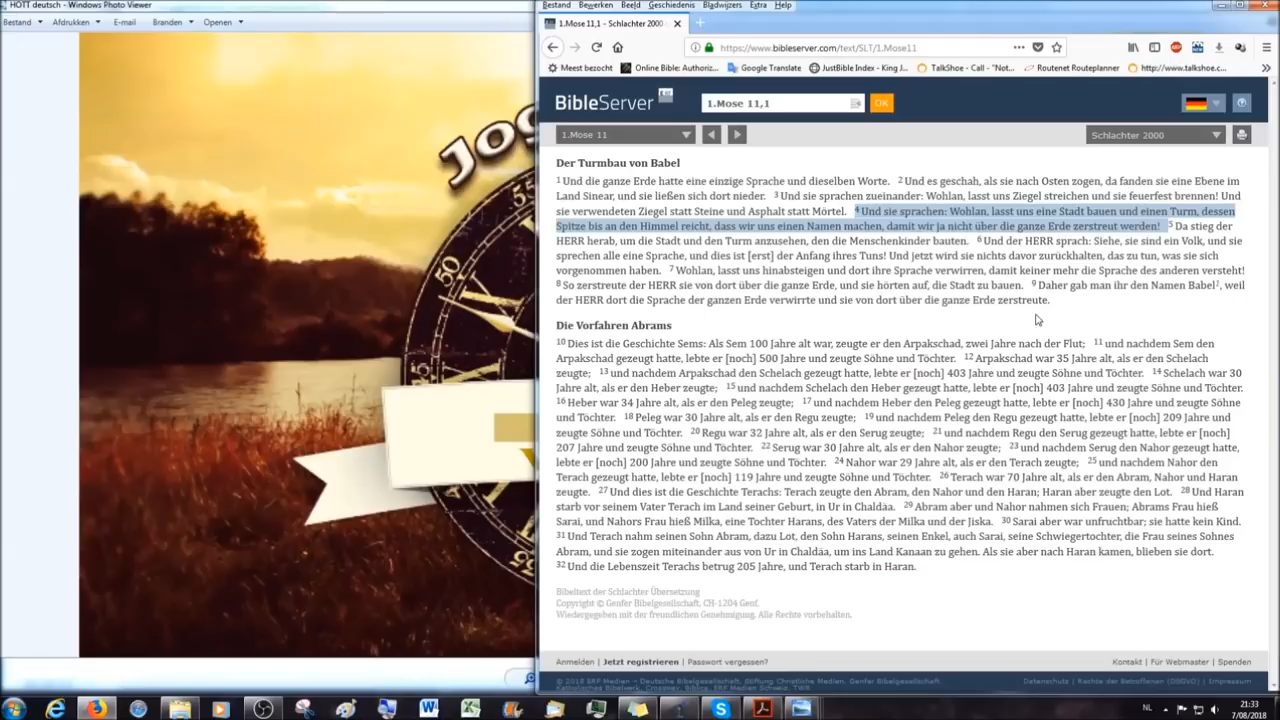 HOTT deutsch - Windows Photo Viewer
Bestand Afdrukken E-mail Branden Openen
55
35
Bestand Bewerken Beeld Geschiedenis Bladwijzers Extra Help
1.Mose 11,1 - Schlachter 2000
https://www.bibleserver.com/text/SLT/1.Mose11
Meest bezocht Online Bible: Authoriz... Google Translate JustBible Index - King J... TalkShoe - Call - "Not... Routenet Routeplanner http://www.talkshoe.c...
BibleServer 1.Mose 11,1 OK
1.Mose 11 Schlachter 2000
Der Turmbau von Babel
1 Und die ganze Erde hatte eine einzige Sprache und dieselben Worte. 2 Und es geschah, als sie nach Osten zogen, da fanden sie eine Ebene im
Land Sinear, und sie ließen sich dort nieder. 3 Und sie sprachen zueinander: Wohlan, lasst uns Ziegel streichen und sie feuerfest brennen! Und
sie verwendeten Ziegel statt Steine und Asphalt statt Mörtel. 4 Und sie sprachen: Wohlan, lasst uns eine Stadt bauen und einen Turm, dessen
Spitze bis an den Himmel reicht, dass wir uns einen Namen machen, damit wir ja nicht über die ganze Erde zerstreut werden! 5 Da stieg der
HERR herab, um die Stadt und den Turm anzusehen, den die Menschenkinder bauten. 6 Und der HERR sprach: Siehe, sie sind ein Volk, und sie
sprechen alle eine Sprache, und dies ist [erst] der Anfang ihres Tuns! Und jetzt wird sie nichts davor zurückhalten, das zu tun, was sie sich
vorgenommen haben. 7 Wohlan, lasst uns hinabsteigen und dort ihre Sprache verwirren, damit keiner mehr die Sprache des anderen versteht!
8 So zerstreute der HERR sie von dort über die ganze Erde, und sie hörten auf, die Stadt zu bauen. 9 Daher gab man ihr den Namen Babel, weil
der HERR dort die Sprache der ganzen Erde verwirrte und sie von dort über die ganze Erde zerstreute.
Die Vorfahren Abrams
10 Dies ist die Geschichte Sems: Als Sem 100 Jahre alt war, zeugte er den Arpakschad, zwei Jahre nach der Flut; 11 und nachdem Sem den
Arpakschad gezeugt hatte, lebte er [noch] 500 Jahre und zeugte Söhne und Töchter. 12 Arpakschad war 35 Jahre alt, als er den Schelach
zeugte; 13 und nachdem Arpakschad den Schelach gezeugt hatte, lebte er [noch] 403 Jahre und zeugte Söhne und Töchter. 14 Schelach war 30
Jahre alt, als er den Heber zeugte; 15 und nachdem Schelach den Heber gezeugt hatte, lebte er [noch] 403 Jahre und zeugte Söhne und Töchter.
16 Heber war 34 Jahre alt, als er den Peleg zeugte; 17 und nachdem Heber den Peleg gezeugt hatte, lebte er [noch] 430 Jahre und zeugte Söhne
und Töchter. 18 Peleg war 30 Jahre alt, als er den Regu zeugte; 19 und nachdem Peleg den Regu gezeugt hatte, lebte er [noch] 209 Jahre und
zeugte Söhne und Töchter. 20 Regu war 32 Jahre alt, als er den Serug zeugte; 21 und nachdem Regu den Serug gezeugt hatte, lebte er [noch]
207 Jahre und zeugte Söhne und Töchter. 22 Serug war 30 Jahre alt, als er den Nahor zeugte; 23 und nachdem Serug den Nahor gezeugt hatte,
lebte er [noch] 200 Jahre und zeugte Söhne und Töchter. 24 Nahor war 29 Jahre alt, als er den Terach zeugte; 25 und nachdem Nahor den
Terach gezeugt hatte, lebte er [noch] 119 Jahre und zeugte Söhne und Töchter. 26 Terach war 70 Jahre alt, als er den Abram, Nahor und Haran
zeugte. 27 Und dies ist die Geschichte Terachs: Terach zeugte den Abram, den Nahor und den Haran; Haran aber zeugte den Lot. 28 Und Haran
starb vor seinem Vater Terach im Land seiner Geburt, in Ur in Chaldäa. 29 Abram aber und Nahor nahmen sich Frauen; Abrams Frau hieß
Sarai, und Nahors Frau hieß Milka, eine Tochter Harans, des Vaters der Milka und der Jiska. 30 Sarai aber war unfruchtbar; sie hatte kein Kind.
31 Und Terach nahm seinen Sohn Abram, dazu Lot, den Sohn Harans, seinen Enkel, auch Sarai, seine Schwiegertochter, die Frau seines Sohnes
Abram, und sie zogen miteinander aus von Ur in Chaldäa, um ins Land Kanaan zu gehen. Als sie aber nach Haran kamen, blieben sie dort.
32 Und die Lebenszeit Terachs betrug 205 Jahre, und Terach starb in Haran.
Bibeltext der Schlachter Übersetzung
Copyright © Genfer Bibelgesellschaft, CH-1204 Genf.
Wiedergegeben mit der freundlichen Genehmigung. Alle Rechte vorbehalten.
Anmelden | Jetzt registrieren | Passwort vergessen? Kontakt | Für Webmaster | Spenden
© 2018 ERF Medien - Deutsche Bibelgesellschaft, Stiftung Christliche Medien, Genfer Bibelgesellschaft, Datenschutz | Rechte der Betroffenen (DSGVO) | Impressum
Katholisches Bibelwerk, Crossway, Biblica, ERF Medien Schweiz, TWR
NL 21:33
7/08/2018